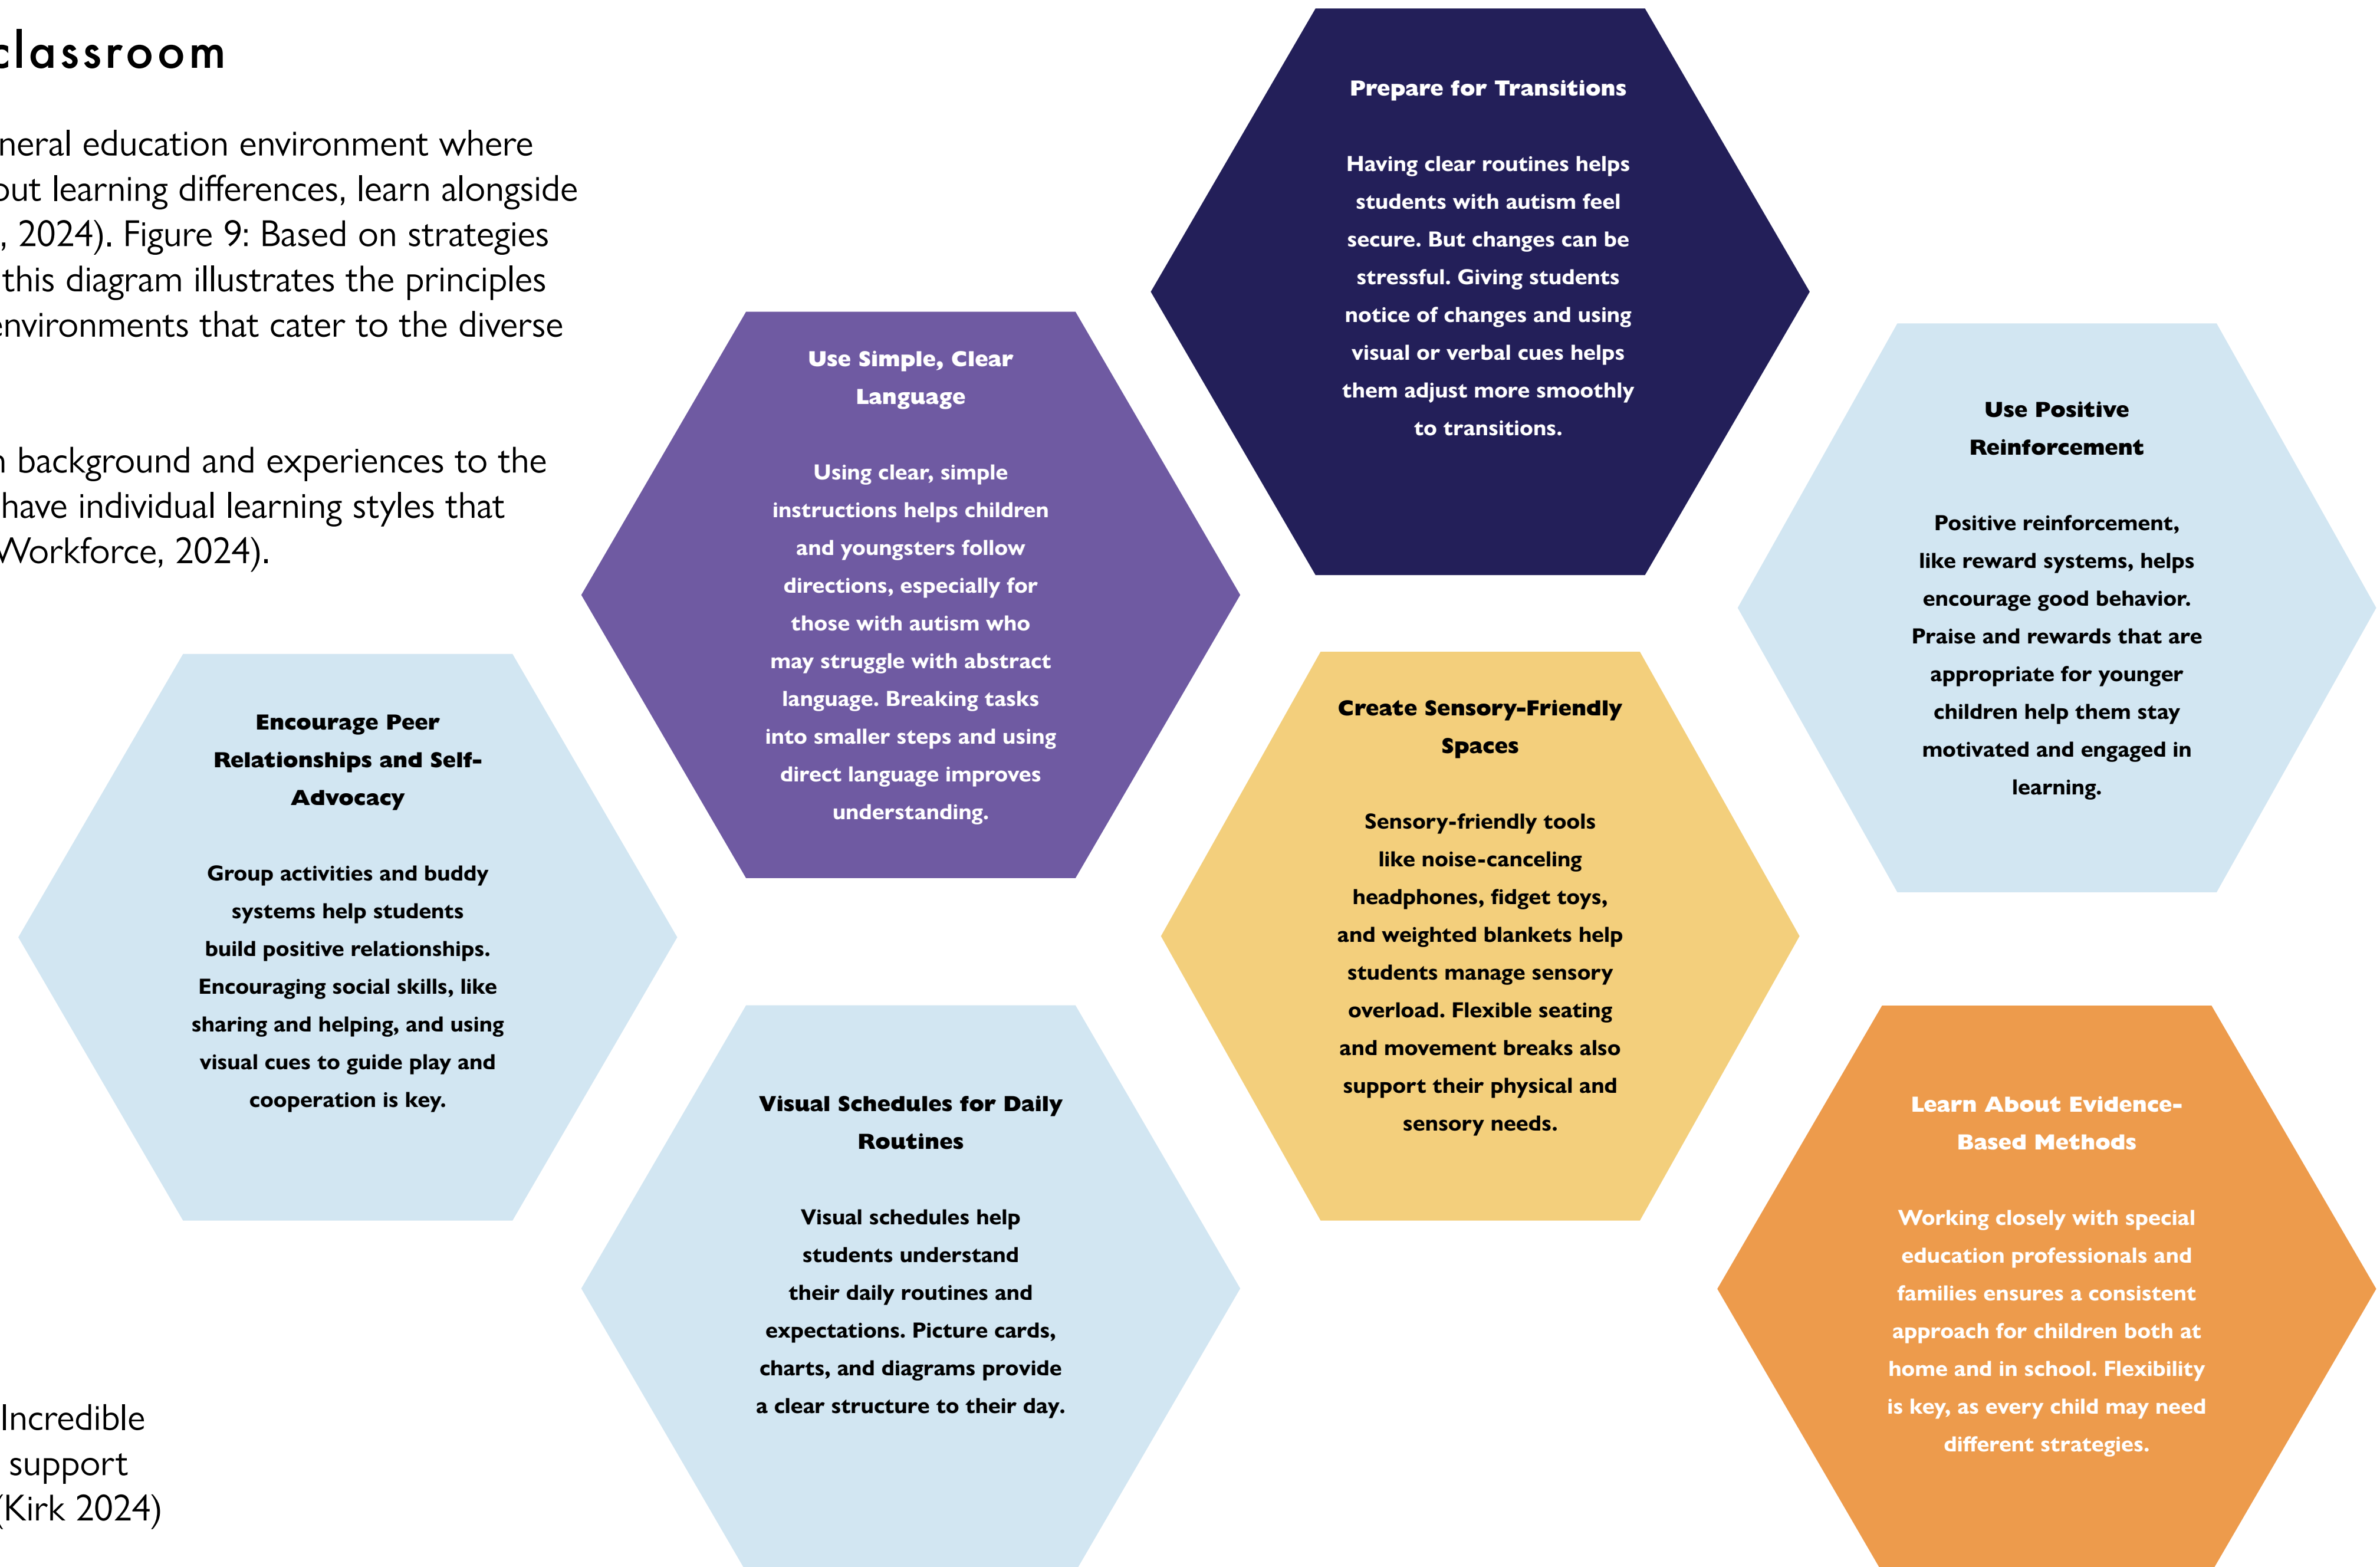 classroom
neral education environment where
out learning differences, learn alongside
, 2024). Figure 9: Based on strategies
this diagram illustrates the principles
environments that cater to the diverse
background and experiences to the
have individual learning styles that
Workforce, 2024).
Prepare for Transitions
Having clear routines helps
students with autism feel
secure. But changes can be
stressful. Giving students
notice of changes and using
visual or verbal cues helps
them adjust more smoothly
to transitions.
Use Simple, Clear
Language
Using clear, simple
instructions helps children
and youngsters follow
directions, especially for
those with autism who
may struggle with abstract
language. Breaking tasks
into smaller steps and using
direct language improves
understanding.
Use Positive
Reinforcement
Positive reinforcement,
like reward systems, helps
encourage good behavior.
Praise and rewards that are
appropriate for younger
children help them stay
motivated and engaged in
learning.
Encourage Peer
Relationships and Self-
Advocacy
Group activities and buddy
systems help students
build positive relationships.
Encouraging social skills, like
sharing and helping, and using
visual cues to guide play and
cooperation is key.
Create Sensory-Friendly
Spaces
Sensory-friendly tools
like noise-canceling
headphones, fidget toys,
and weighted blankets help
students manage sensory
overload. Flexible seating
and movement breaks also
support their physical and
sensory needs.
Visual Schedules for Daily
Routines
Visual schedules help
students understand
their daily routines and
expectations. Picture cards,
charts, and diagrams provide
a clear structure to their day.
Learn About Evidence-
Based Methods
Working closely with special
education professionals and
families ensures a consistent
approach for children both at
home and in school. Flexibility
is key, as every child may need
different strategies.
Incredible
support
(Kirk 2024)